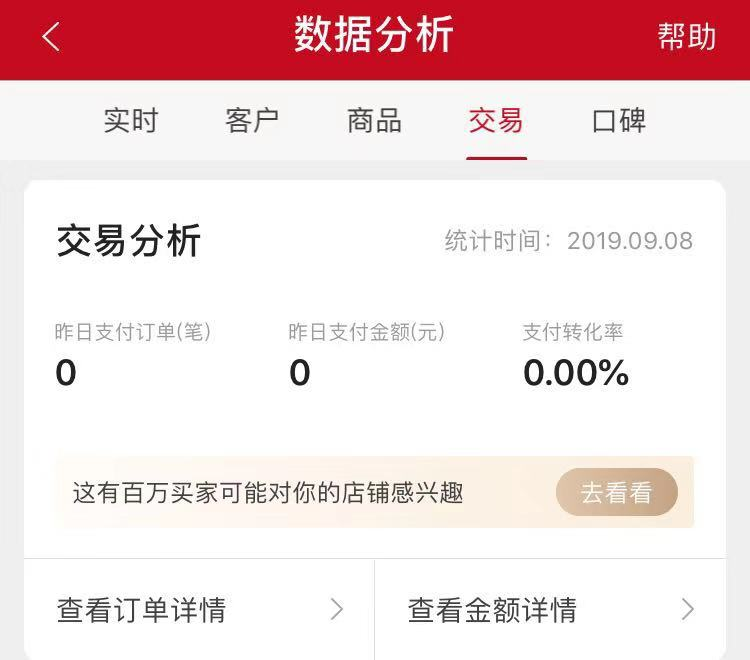 数据分析
帮助
实时 客户 商品 交易 口碑
交易分析 统计时间：2019.09.08
昨日支付订单(笔) 昨日支付金额(元) 支付转化率
0 0 0.00%
这有百万买家可能对你的店铺感兴趣 去看看
查看订单详情 查看金额详情